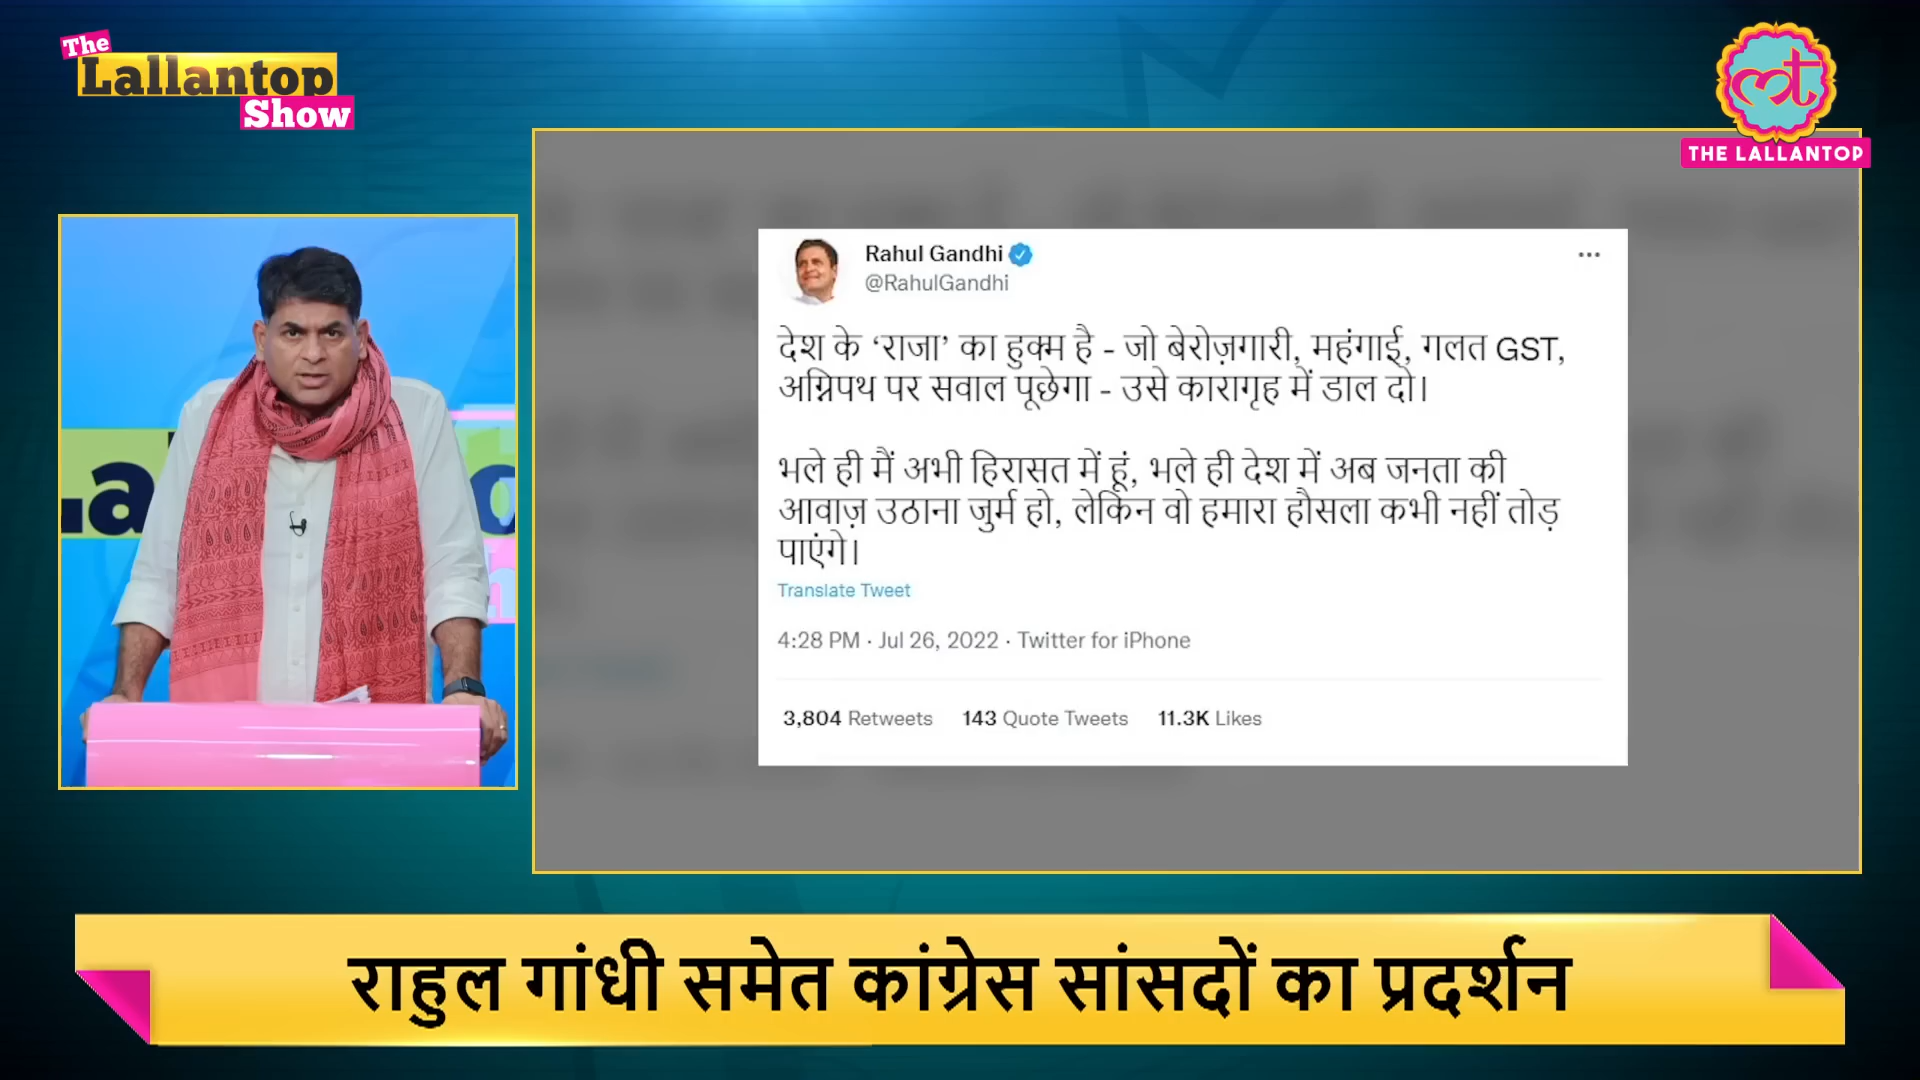 The
Lallantop
Show
THE LALLANTOP
Rahul Gandhi
@RahulGandhi
देश के ‘राजा’ का हुक्म है - जो बेरोज़गारी, महंगाई, गलत GST,
अग्निपथ पर सवाल पूछेगा - उसे कारागृह में डाल दो।
भले ही मैं अभी हिरासत में हूं, भले ही देश में अब जनता की
आवाज़ उठाना जुर्म हो, लेकिन वो हमारा हौसला कभी नहीं तोड़
पाएंगे।
Translate Tweet
4:28 PM · Jul 26, 2022 · Twitter for iPhone
3,804 Retweets 143 Quote Tweets 11.3K Likes
राहुल गांधी समेत कांग्रेस सांसदों का प्रदर्शन